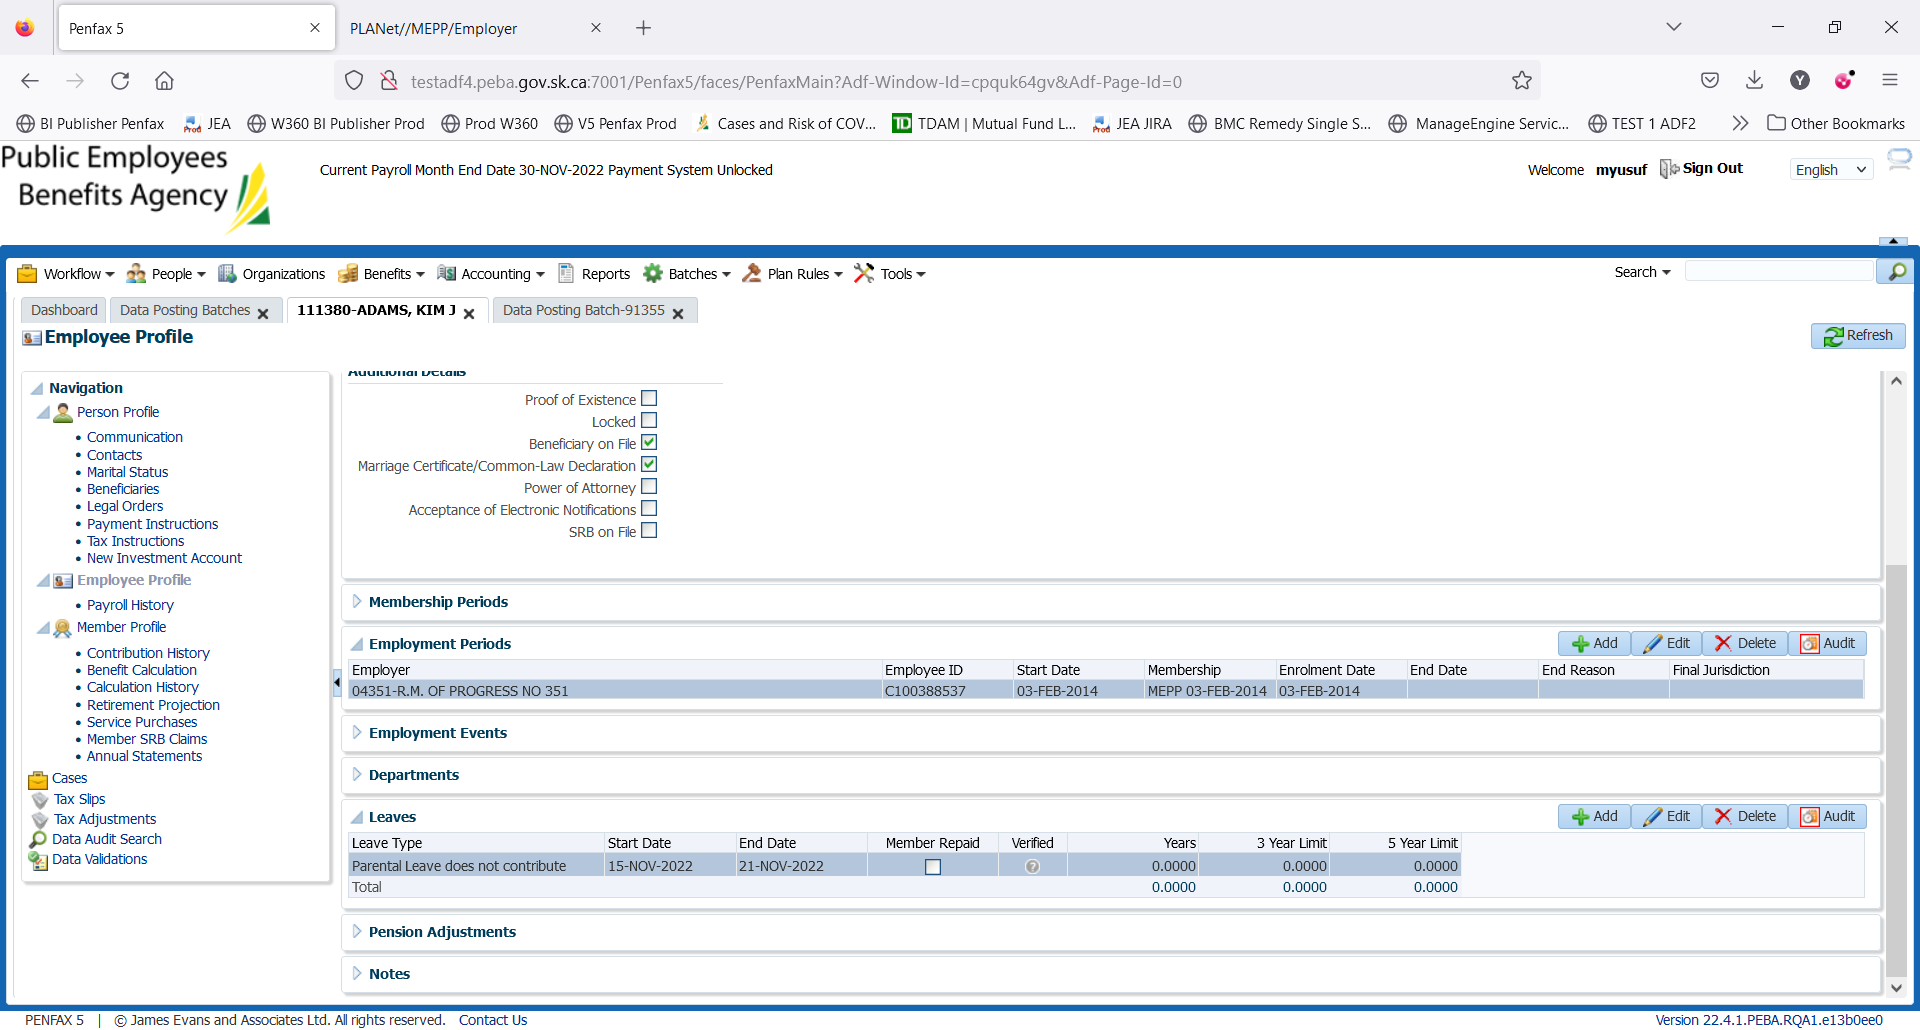 Penfax 5
PLANet//MEPP/Employer
testadf4.peba.gov.sk.ca:7001/Penfax5/faces/PenfaxMain?Adf-Window-Id=cpquk64gv&Adf-Page-Id=0
BI Publisher Penfax JEA W360 BI Publisher Prod Prod W360 V5 Penfax Prod Cases and Risk of COV... TDAM | Mutual Fund L... JEA JIRA BMC Remedy Single S... ManageEngine Servic... TEST 1 ADF2 Other Bookmarks
Public Employees
Benefits Agency
Current Payroll Month End Date 30-NOV-2022 Payment System Unlocked
Welcome myusuf Sign Out English
Workflow People Organizations Benefits Accounting Reports Batches Plan Rules Tools Search
Dashboard Data Posting Batches 111380-ADAMS, KIM J Data Posting Batch-91355
Employee Profile
Refresh
Navigation
Person Profile
Communication
Contacts
Marital Status
Beneficiaries
Legal Orders
Payment Instructions
Tax Instructions
New Investment Account
Employee Profile
Payroll History
Member Profile
Contribution History
Benefit Calculation
Calculation History
Retirement Projection
Service Purchases
Member SRB Claims
Annual Statements
Cases
Tax Slips
Tax Adjustments
Data Audit Search
Data Validations
Additional Details
Proof of Existence
Locked
Beneficiary on File
Marriage Certificate/Common-Law Declaration
Power of Attorney
Acceptance of Electronic Notifications
SRB on File
Membership Periods
Employment Periods
Add Edit Delete Audit
Employer Employee ID Start Date Membership Enrolment Date End Date End Reason Final Jurisdiction
04351-R.M. OF PROGRESS NO 351 C100388537 03-FEB-2014 MEPP 03-FEB-2014 03-FEB-2014
Employment Events
Departments
Leaves
Add Edit Delete Audit
Leave Type Start Date End Date Member Repaid Verified Years 3 Year Limit 5 Year Limit
Parental Leave does not contribute 15-NOV-2022 21-NOV-2022 0.0000 0.0000 0.0000
Total 0.0000 0.0000 0.0000
Pension Adjustments
Notes
PENFAX 5 | © James Evans and Associates Ltd. All rights reserved. Contact Us
Version 22.4.1.PEBA.RQA1.e13b0ee0